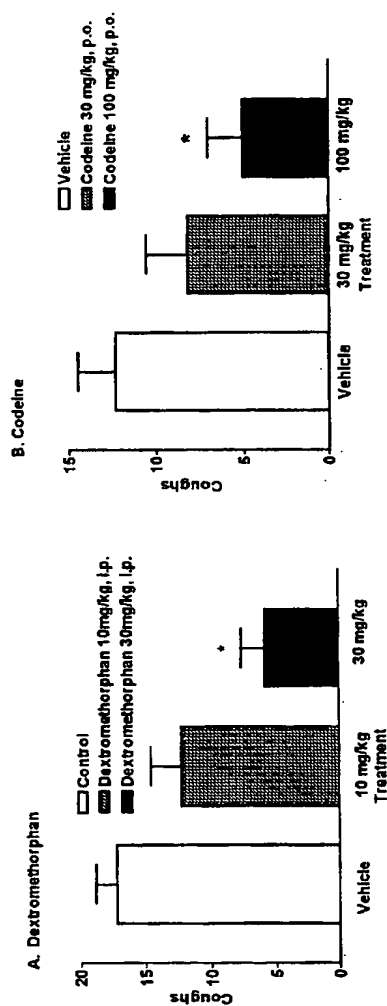 A. Dextromethorphan
Control
Dextromethorphan 10mg/kg, i.p.
Dextromethorphan 30mg/kg, i.p.
20
15
10
5
0
Coughs
*
Vehicle
10 mg/kg
30 mg/kg
Treatment
B. Codeine
Vehicle
Codeine 30 mg/kg, p.o.
Codeine 100 mg/kg, p.o.
15
10
5
0
Coughs
*
Vehicle
30 mg/kg
100 mg/kg
Treatment